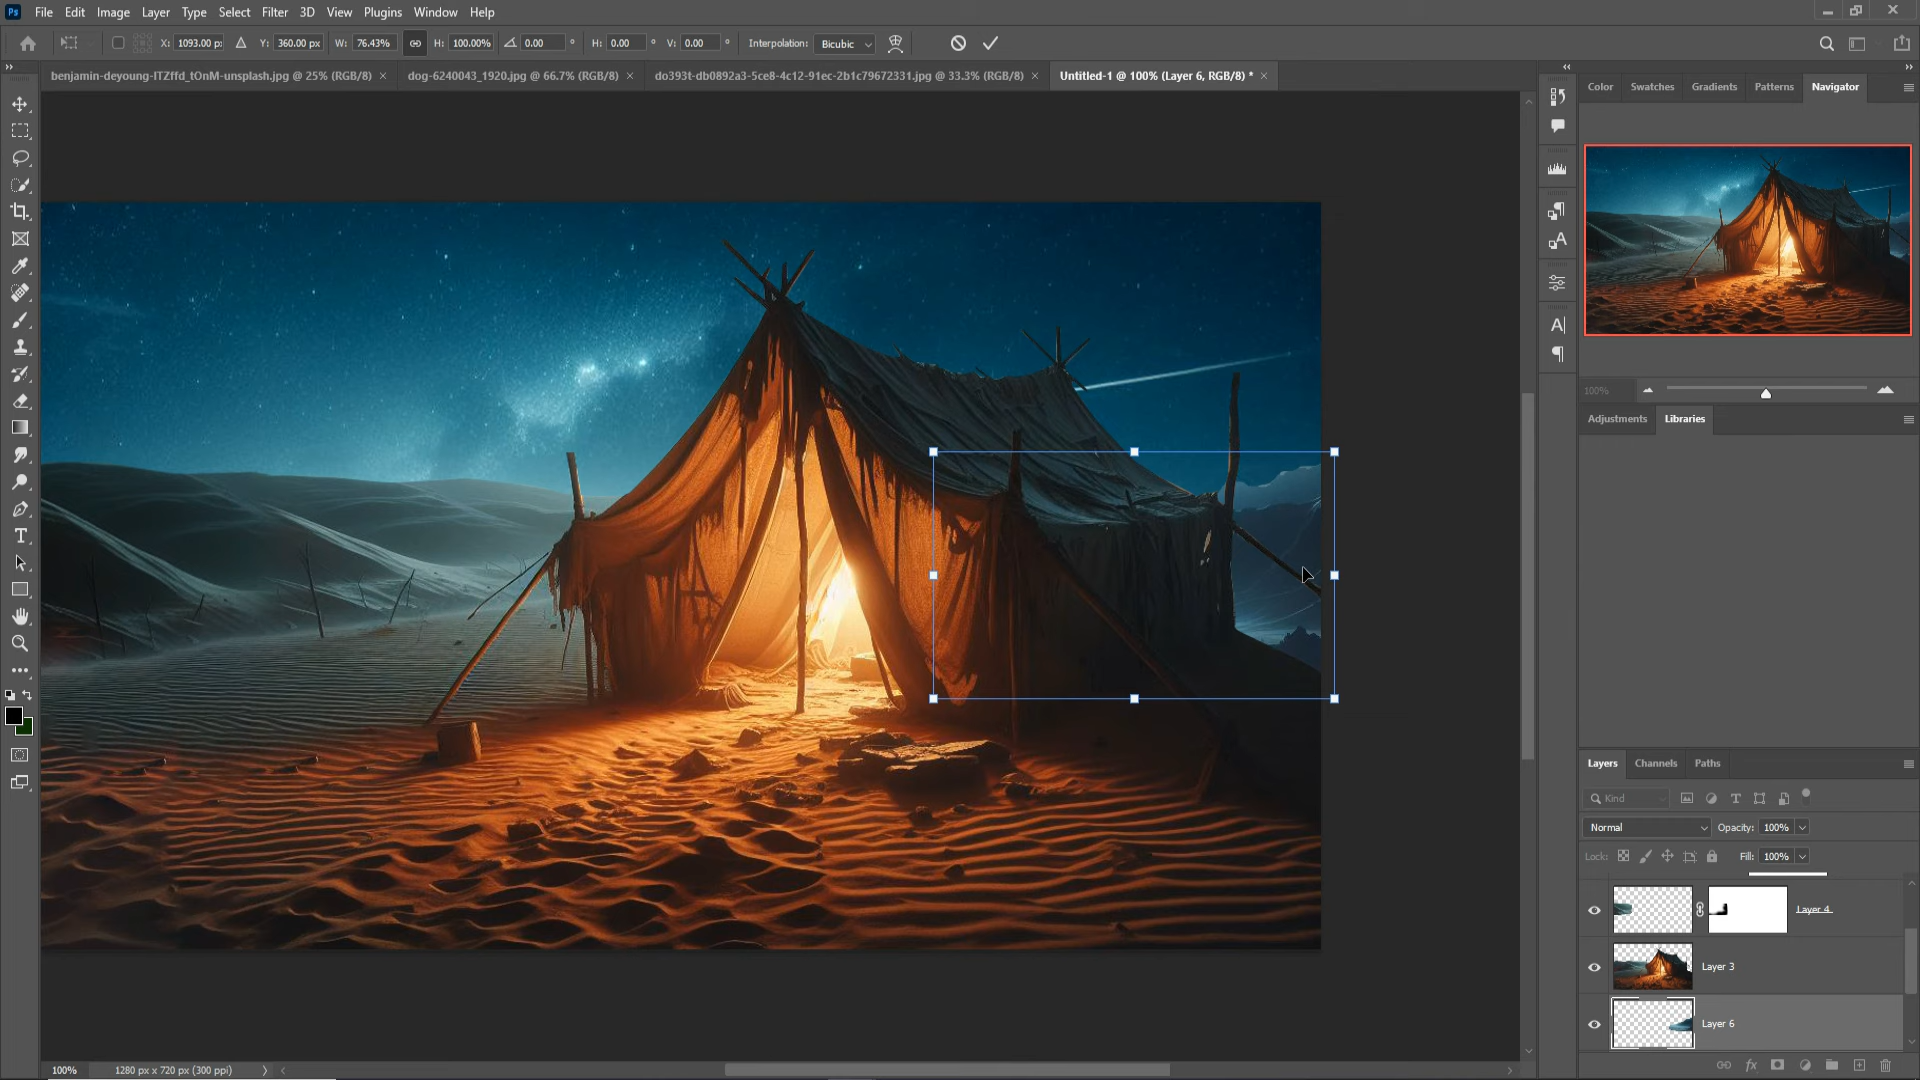 Ps File Edit Image Layer Type Select Filter 3D View Plugins Window Help
X: 1093.00 px Y: 360.00 px W: 76.43% H: 100.00% 0.00 ° H: 0.00 ° V: 0.00 ° Interpolation: Bicubic
benjamin-deyoung-ITZffd_tOnM-unsplash.jpg @ 25% (RGB/8) × dog-6240043_1920.jpg @ 66.7% (RGB/8) × do393t-db0892a3-5ce8-4c12-91ec-2b1c79672331.jpg @ 33.3% (RGB/8) × Untitled-1 @ 100% (Layer 6, RGB/8) * ×
Color Swatches Gradients Patterns Navigator
100%
Adjustments Libraries
Layers Channels Paths
Kind
Normal Opacity: 100%
Lock: Fill: 100%
Layer 4
Layer 3
Layer 6
100% 1280 px x 720 px (300 ppi)